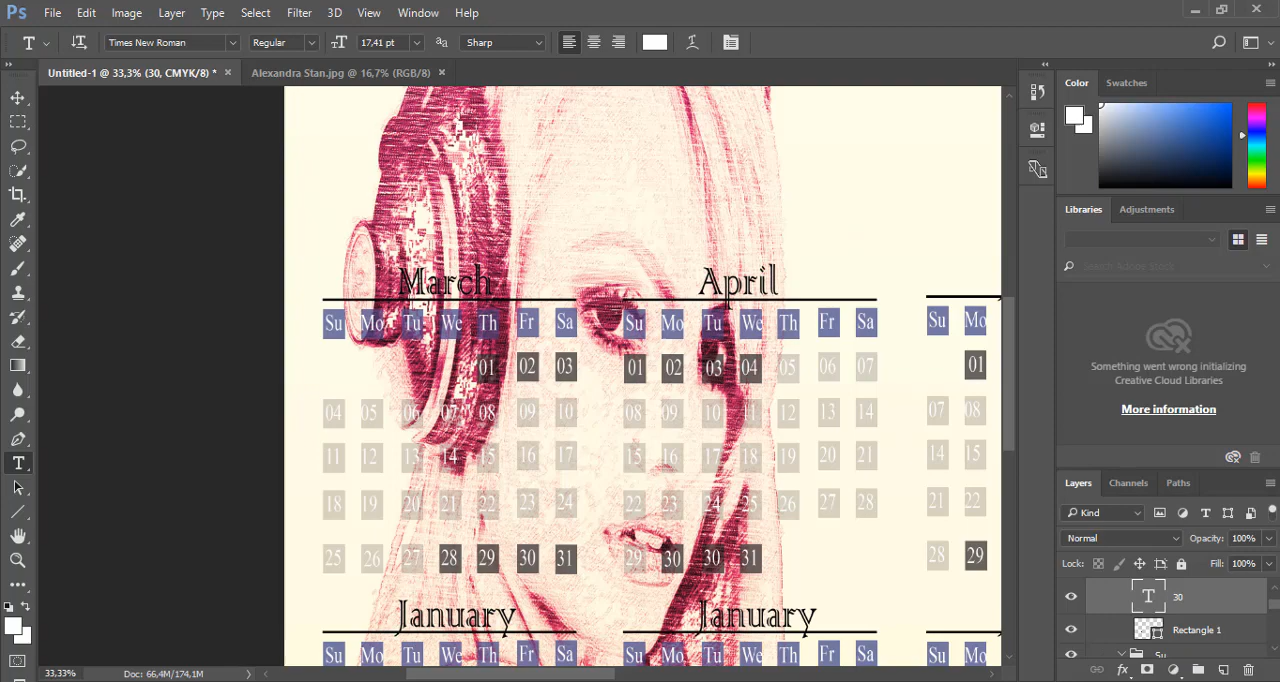 Ps File Edit Image Layer Type Select Filter 3D View Window Help
T Times New Roman Regular 17,41 pt Sharp
Untitled-1 @ 33,3% (30, CMYK/8) * × Alexandra Stan.jpg @ 16,7% (RGB/8) ×
Color Swatches
Libraries Adjustments
Search Adobe Stock
Something went wrong initializing
Creative Cloud Libraries
More information
March April
Su Mo Tu We Th Fr Sa Su Mo Tu We Th Fr Sa Su Mo
01 02 03 01 02 03 04 05 06 07 01
04 05 06 07 08 09 10 08 09 10 11 12 13 14 07 08
11 12 13 14 15 16 17 15 16 17 18 19 20 21 14 15
18 19 20 21 22 23 24 22 23 24 25 26 27 28 21 22
25 26 27 28 29 30 31 29 30 30 31 28 29
January January
Su Mo Tu We Th Fr Sa Su Mo Tu We Th Fr Sa Su Mo
Layers Channels Paths
Kind
Normal Opacity: 100%
Lock: Fill: 100%
T 30
Rectangle 1
Su
fx
33,33% Doc: 66,4M/174,1M